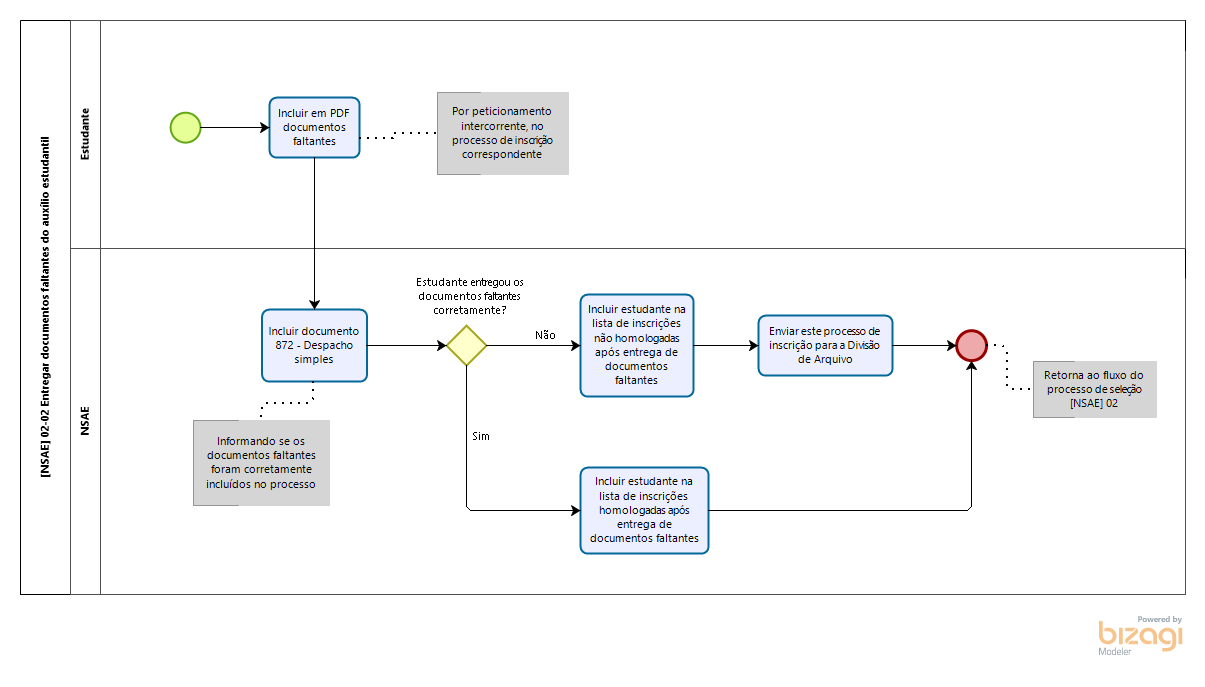 [NSAE] 02-02 Entregar documentos faltantes do auxílio estudantil
Estudante
Incluir em PDF
documentos
faltantes
Por peticionamento
intercorrente, no
processo de inscrição
correspondente
NSAE
Incluir documento
872 - Despacho
simples
Informando se os
documentos faltantes
foram corretamente
incluídos no processo
Estudante entregou os
documentos faltantes
corretamente?
Não
Sim
Incluir estudante na
lista de inscrições
não homologadas
após entrega de
documentos
faltantes
Enviar este processo de
inscrição para a Divisão
de Arquivo
Incluir estudante na
lista de inscrições
homologadas após
entrega de
documentos faltantes
Retorna ao fluxo do
processo de seleção
[NSAE] 02
Powered by
bizagi
Modeler